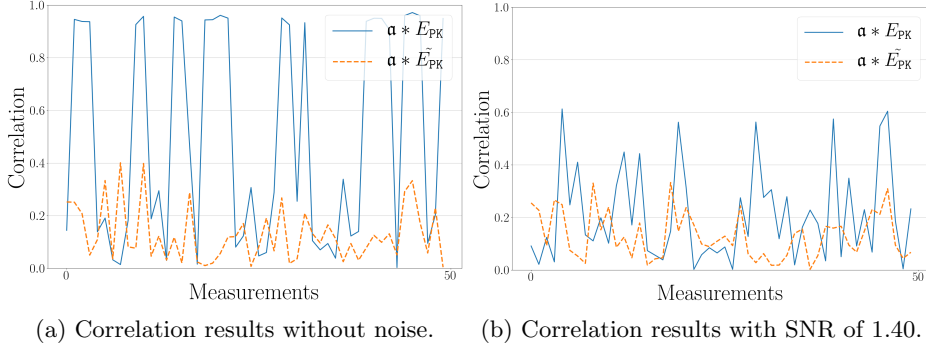 1.0
0.8
0.6
0.4
0.2
0.0
Correlation
0
50
Measurements
𝖆 * E_PK
𝖆 * Ẽ_PK
(a) Correlation results without noise.
1.0
0.8
0.6
0.4
0.2
0.0
Correlation
0
50
Measurements
𝖆 * E_PK
𝖆 * Ẽ_PK
(b) Correlation results with SNR of 1.40.